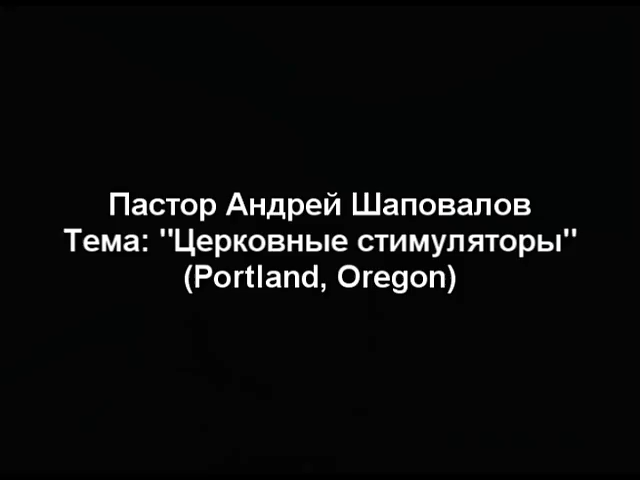 Пастор Андрей Шаповалов
Тема: "Церковные стимуляторы"
(Portland, Oregon)